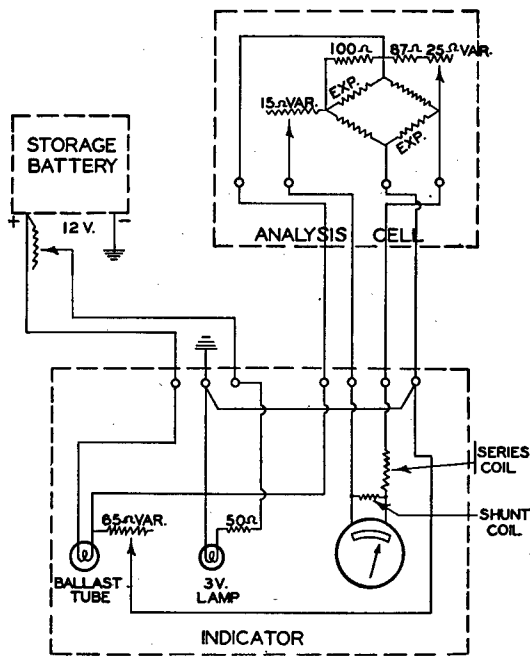 100Ω 87Ω 25Ω VAR.
EXP.
15Ω VAR.
EXP.
STORAGE
BATTERY
+ 12 V. -
ANALYSIS CELL
SERIES
COIL
SHUNT
COIL
65Ω VAR.
50Ω
BALLAST
TUBE
3V.
LAMP
INDICATOR